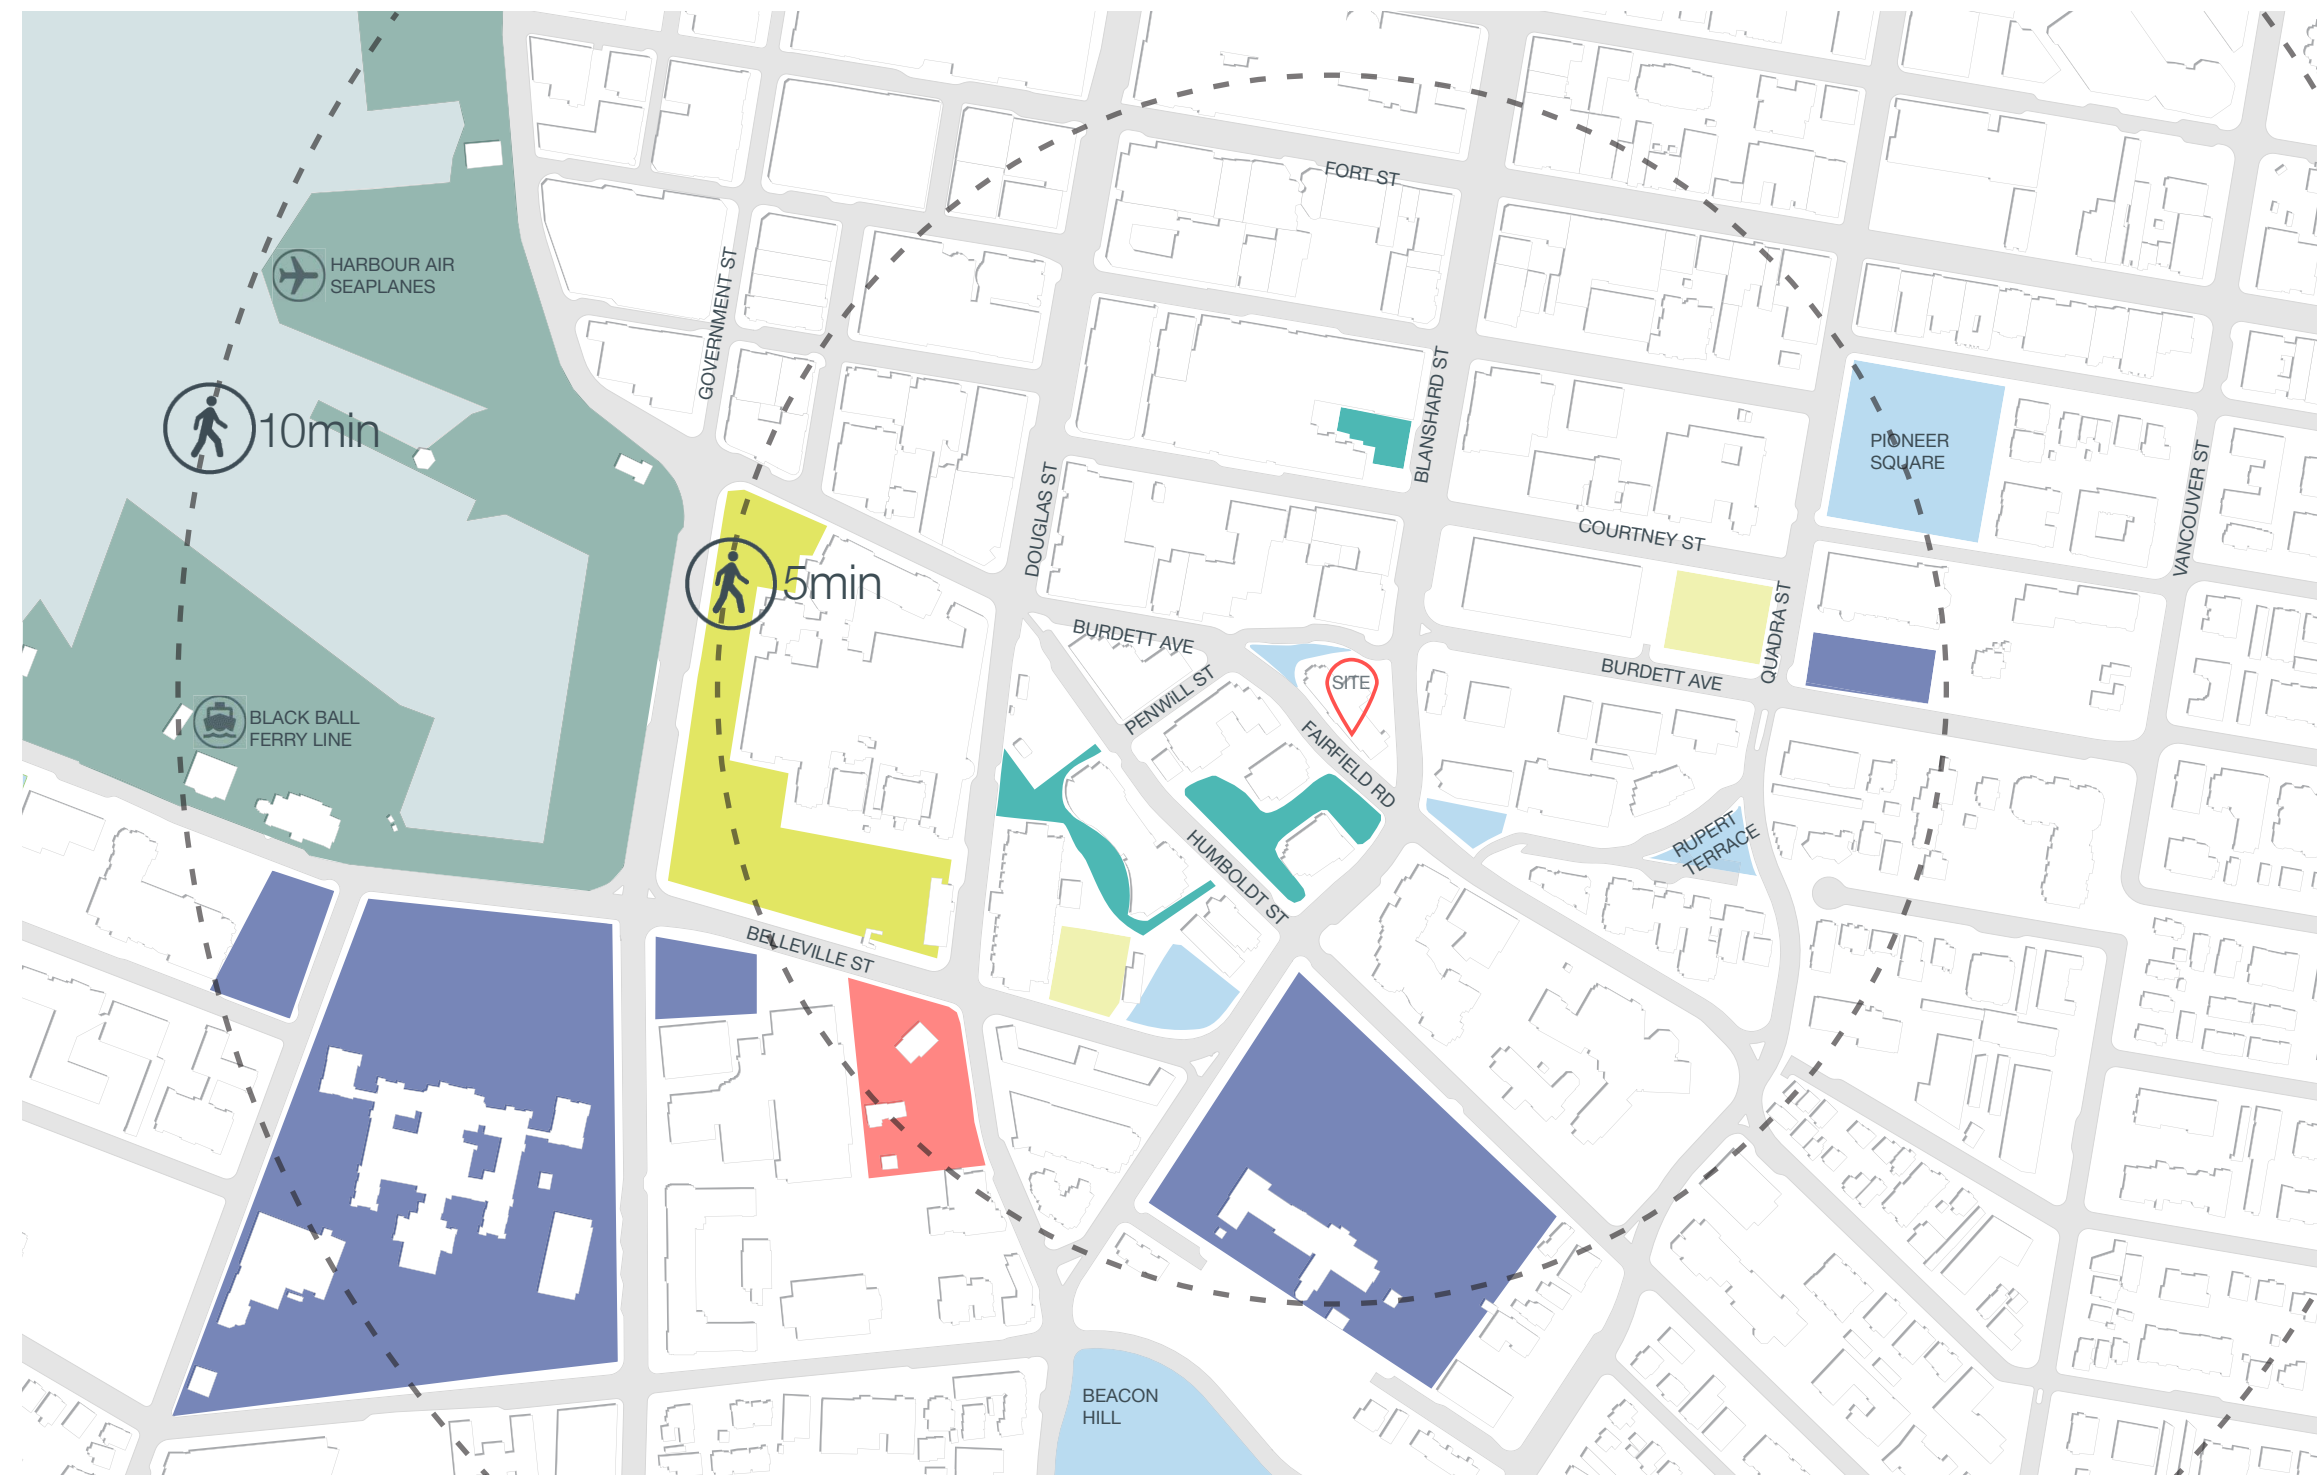 FORT ST
HARBOUR AIR
SEAPLANES
GOVERNMENT ST
BLANSHARD ST
10min
PIONEER
SQUARE
VANCOUVER ST
DOUGLAS ST
COURTNEY ST
5min
QUADRA ST
BURDETT AVE
BURDETT AVE
SITE
PENWiLL ST
BLACK BALL
FERRY LINE
FAIRFIELD RD
RUPERT
TERRACE
HUMBOLDT ST
BELLEVILLE ST
BEACON
HILL